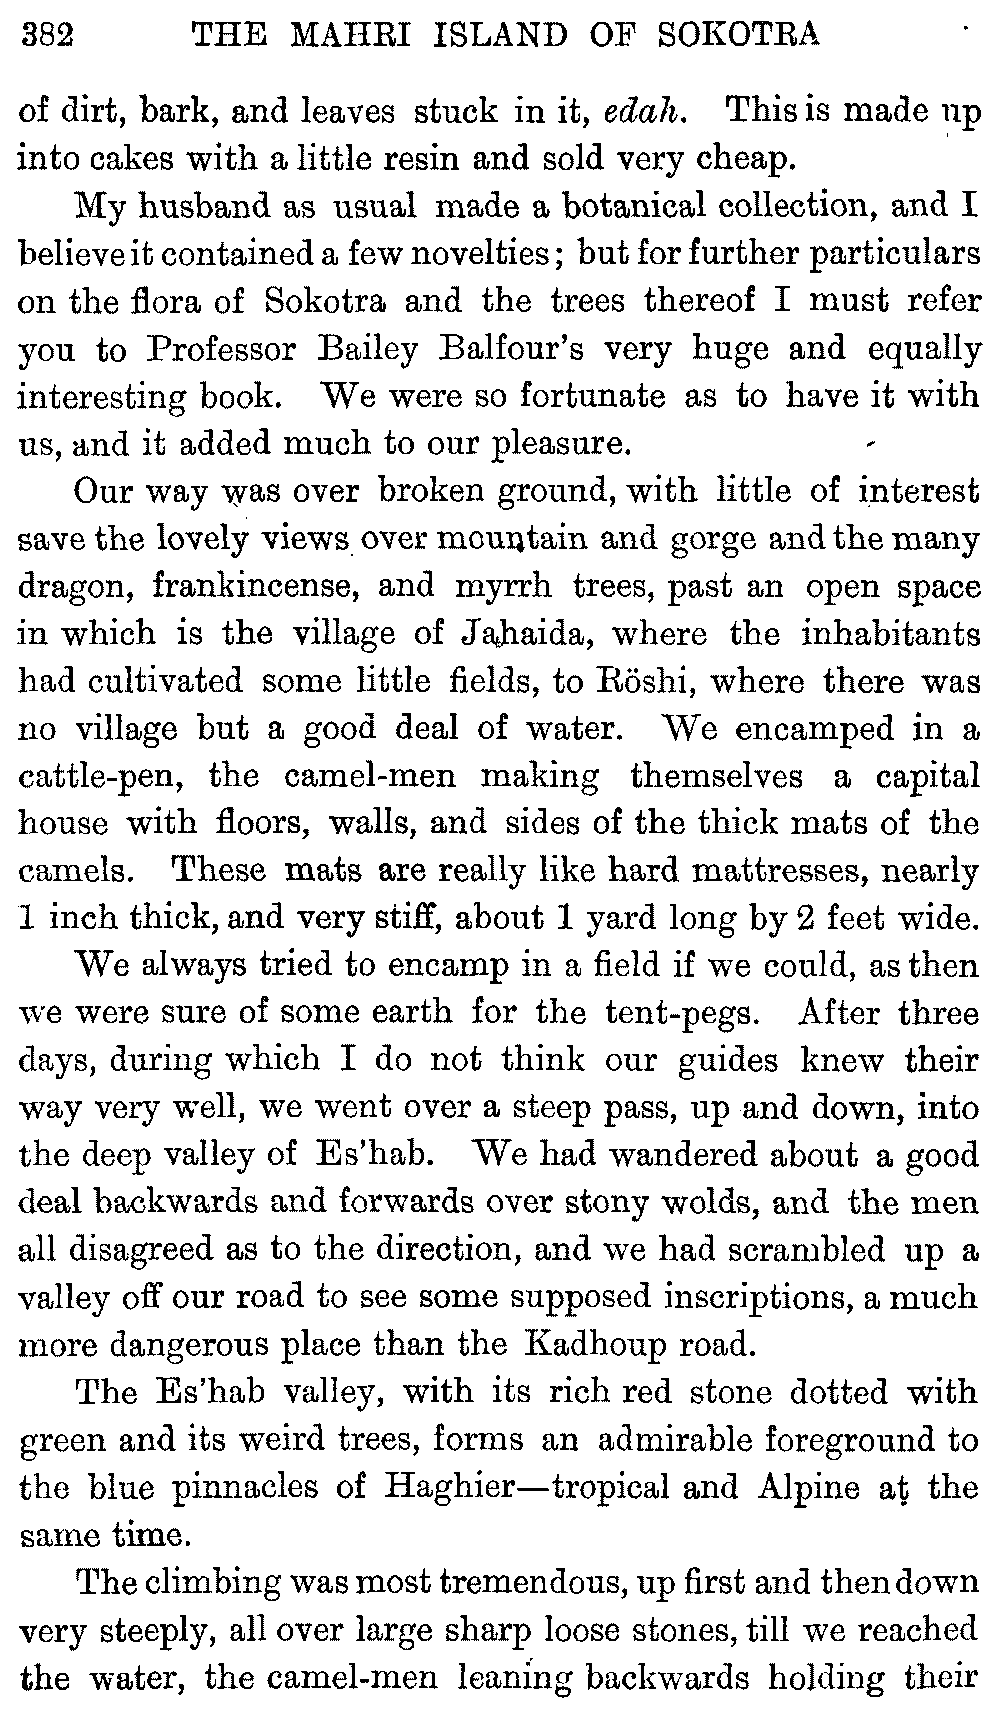 382 THE MAHRI ISLAND OF SOKOTRA
of dirt, bark, and leaves stuck in it, edah. This is made up
into cakes with a little resin and sold very cheap.
My husband as usual made a botanical collection, and I
believe it contained a few novelties; but for further particulars
on the flora of Sokotra and the trees thereof I must refer
you to Professor Bailey Balfour's very huge and equally
interesting book. We were so fortunate as to have it with
us, and it added much to our pleasure.
Our way was over broken ground, with little of interest
save the lovely views over mountain and gorge and the many
dragon, frankincense, and myrrh trees, past an open space
in which is the village of Jahaida, where the inhabitants
had cultivated some little fields, to Röshi, where there was
no village but a good deal of water. We encamped in a
cattle-pen, the camel-men making themselves a capital
house with floors, walls, and sides of the thick mats of the
camels. These mats are really like hard mattresses, nearly
1 inch thick, and very stiff, about 1 yard long by 2 feet wide.
We always tried to encamp in a field if we could, as then
we were sure of some earth for the tent-pegs. After three
days, during which I do not think our guides knew their
way very well, we went over a steep pass, up and down, into
the deep valley of Es'hab. We had wandered about a good
deal backwards and forwards over stony wolds, and the men
all disagreed as to the direction, and we had scrambled up a
valley off our road to see some supposed inscriptions, a much
more dangerous place than the Kadhoup road.
The Es'hab valley, with its rich red stone dotted with
green and its weird trees, forms an admirable foreground to
the blue pinnacles of Haghier—tropical and Alpine at the
same time.
The climbing was most tremendous, up first and then down
very steeply, all over large sharp loose stones, till we reached
the water, the camel-men leaning backwards holding their